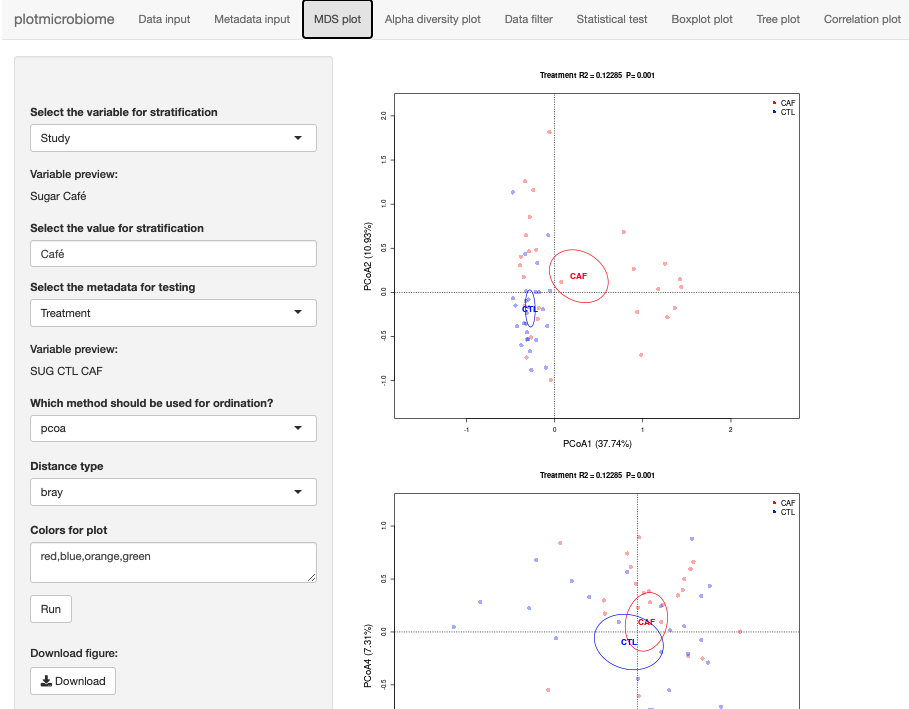 plotmicrobiome Data input Metadata input MDS plot Alpha diversity plot Data filter Statistical test Boxplot plot Tree plot Correlation plot
Select the variable for stratification
Study
Variable preview:
Sugar Café
Select the value for stratification
Café
Select the metadata for testing
Treatment
Variable preview:
SUG CTL CAF
Which method should be used for ordination?
pcoa
Distance type
bray
Colors for plot
red,blue,orange,green
Run
Download figure:
Download
Treatment R2 = 0.12285 P= 0.001
CAF
CTL
2.0
1.5
1.0
0.5
0.0
-0.5
-1.0
PCoA2 (10.93%)
CAF
CTL
-1 0 1 2
PCoA1 (37.74%)
Treatment R2 = 0.12285 P= 0.001
CAF
CTL
1.0
0.5
0.0
-0.5
PCoA4 (7.31%)
CAF
CTL